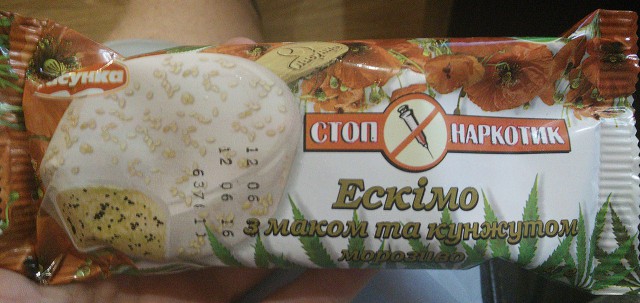 СТОП НАРКОТИК
Ескімо
з маком та кунжутом
морозиво
12 06 16
12 06
637(1)